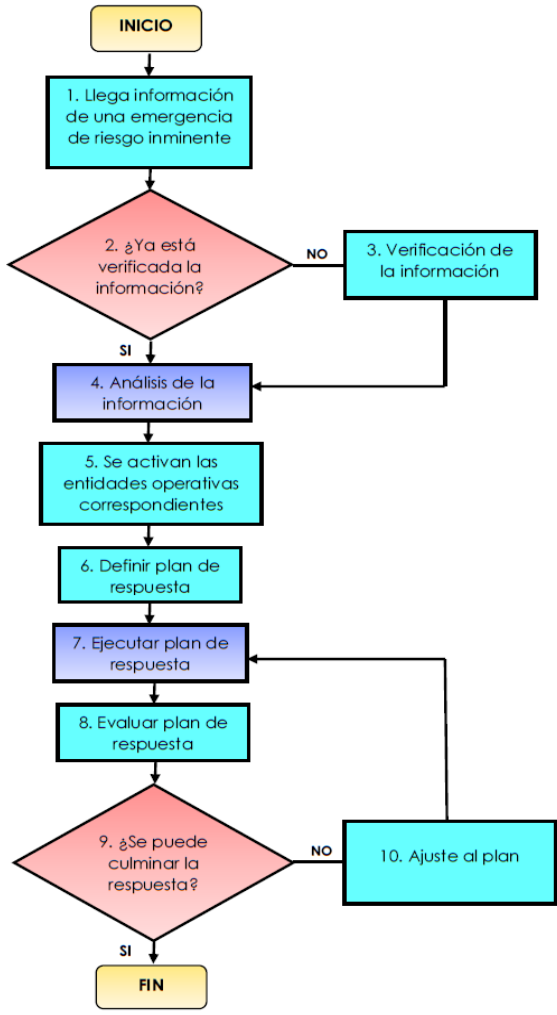 INICIO
1. Llega información
de una emergencia
de riesgo inminente
2. ¿Ya está
verificada la
información?
NO
3. Verificación de
la información
SI
4. Análisis de la
información
5. Se activan las
entidades operativas
correspondientes
6. Definir plan de
respuesta
7. Ejecutar plan de
respuesta
8. Evaluar plan de
respuesta
9. ¿Se puede
culminar la
respuesta?
NO
10. Ajuste al plan
SI
FIN